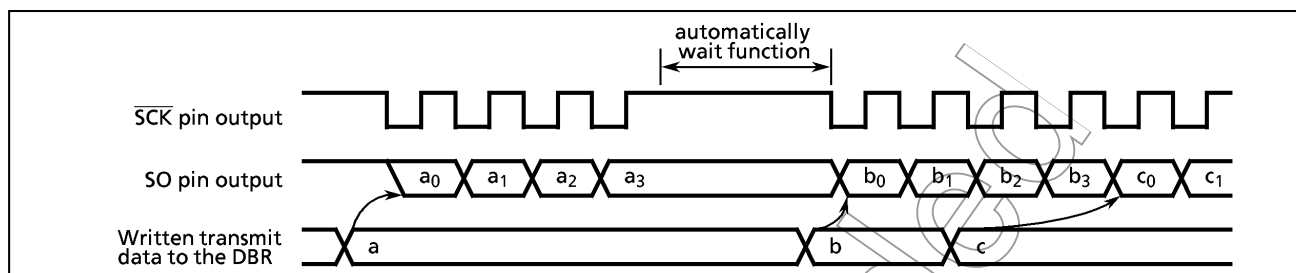 automatically
wait function
SCK pin output
SO pin output
a0 a1 a2 a3 b0 b1 b2 b3 c0 c1
Written transmit
data to the DBR
a b c